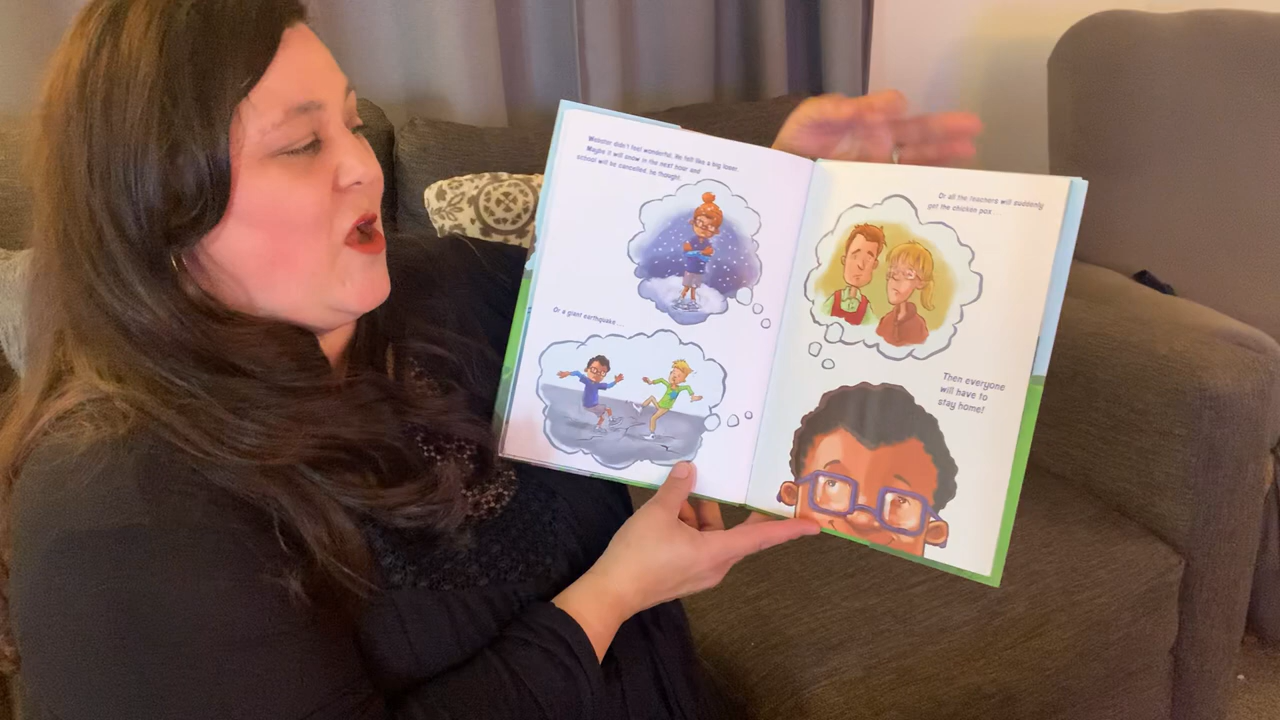 Webster didn't feel wonderful. He felt like a big loser.
Maybe it will snow in the next hour and
school will be cancelled, he thought.
Or a giant earthquake...
Or all the teachers will suddenly
get the chicken pox...
Then everyone
will have to
stay home!